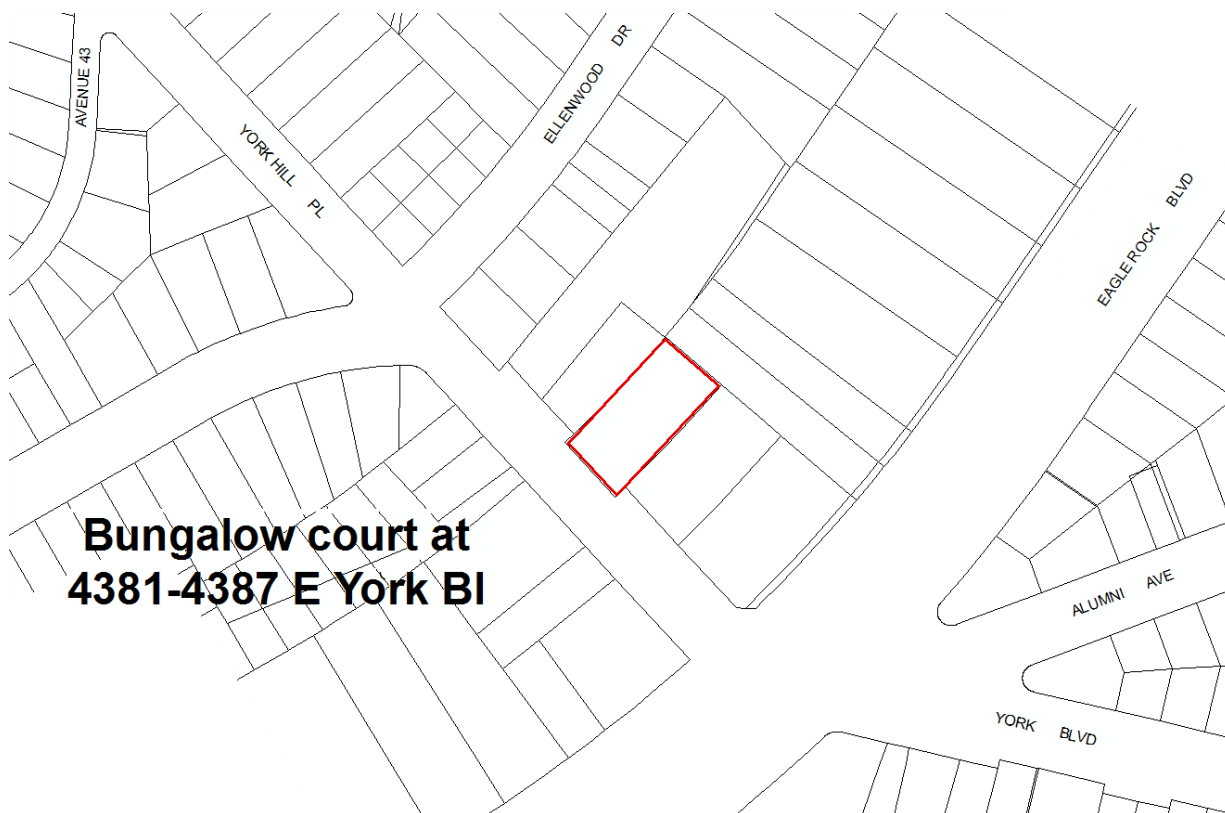 AVENUE 43
YORK HILL PL
ELLENWOOD DR
EAGLE ROCK BLVD
Bungalow court at
4381-4387 E York Bl
ALUMNI AVE
YORK BLVD